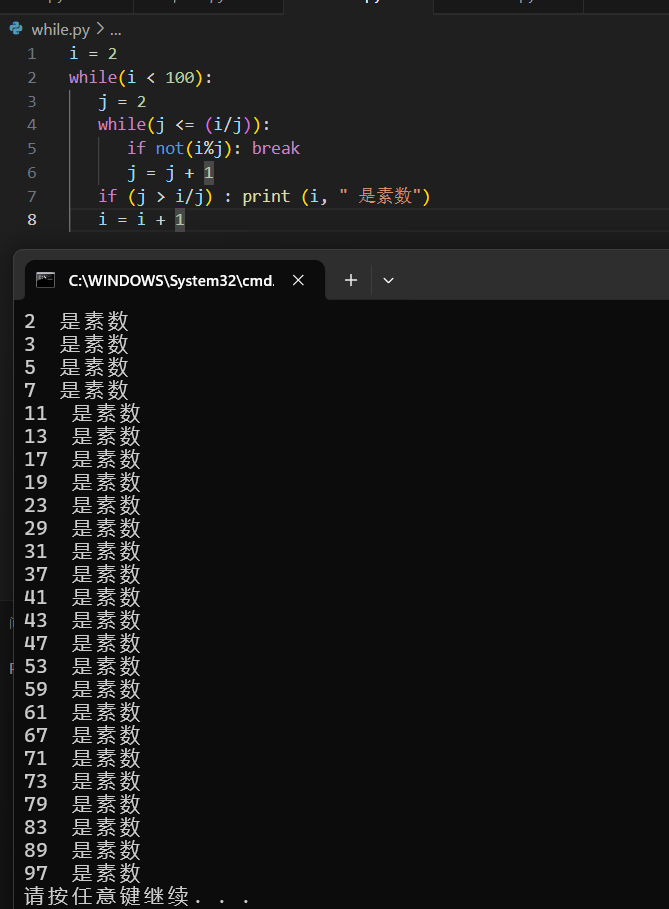 while.py > ...
1 i = 2
2 while(i < 100):
3 j = 2
4 while(j <= (i/j)):
5 if not(i%j): break
6 j = j + 1
7 if (j > i/j) : print (i, " 是素数")
8 i = i + 1
C:\WINDOWS\System32\cmd.
2 是素数
3 是素数
5 是素数
7 是素数
11 是素数
13 是素数
17 是素数
19 是素数
23 是素数
29 是素数
31 是素数
37 是素数
41 是素数
43 是素数
47 是素数
53 是素数
59 是素数
61 是素数
67 是素数
71 是素数
73 是素数
79 是素数
83 是素数
89 是素数
97 是素数
请按任意键继续. . .